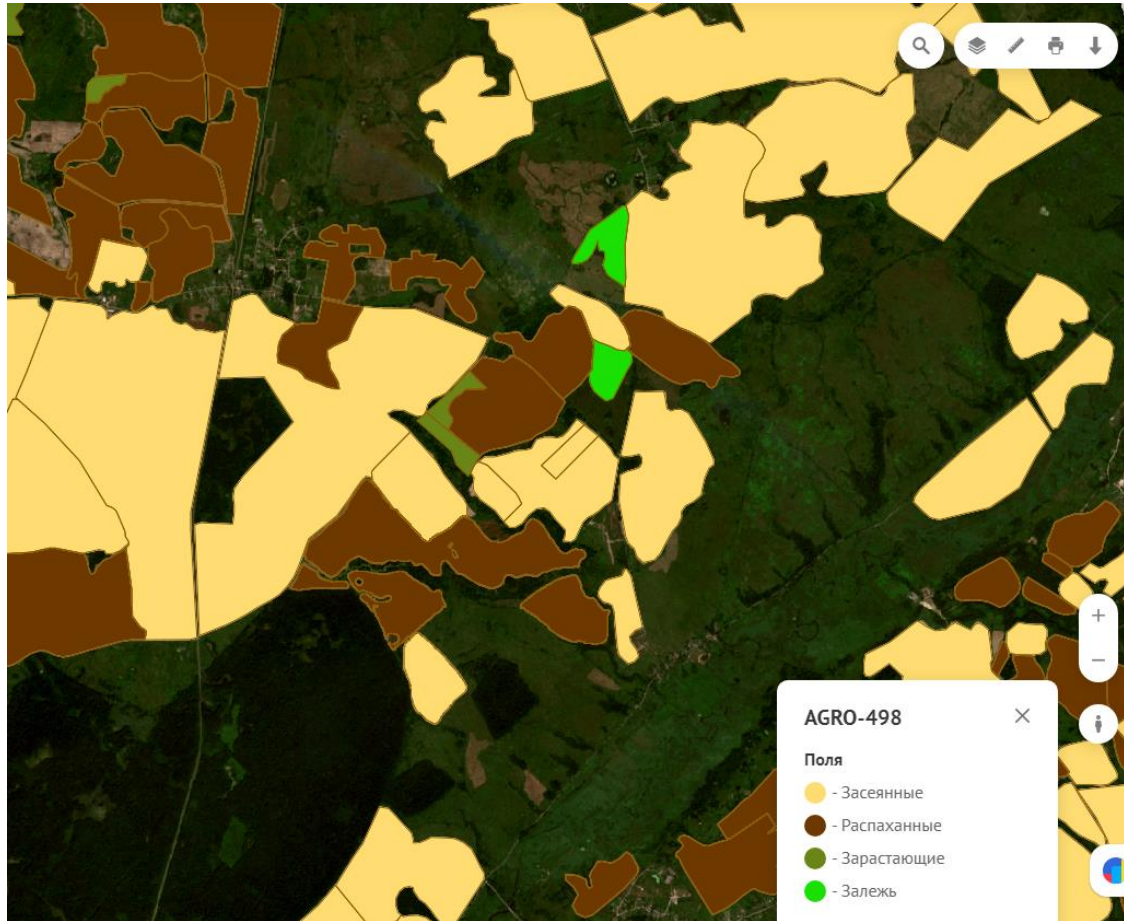 AGRO-498
Поля
- Засеянные
- Распаханные
- Зарастающие
- Залежь